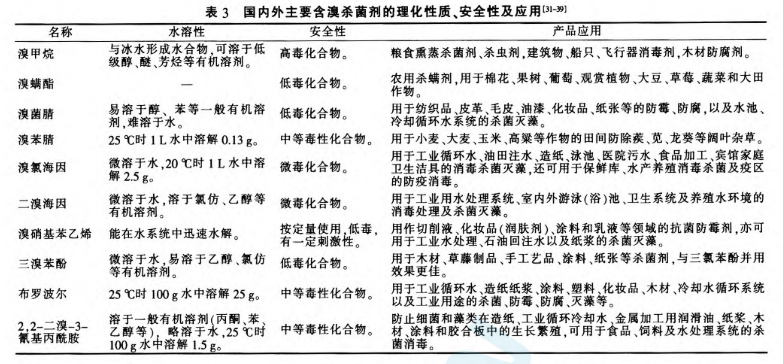 表 3 国内外主要含溴杀菌剂的理化性质、安全性及应用[31-39]
名称 水溶性 安全性 产品应用
溴甲烷 与冰水形成水合物,可溶于低级醇、醚、芳烃等有机溶剂。 高毒化合物。 粮食熏蒸杀菌剂、杀虫剂,建筑物、船只、飞行器消毒剂,木材防腐剂。
溴螨酯 — 低毒化合物。 农用杀螨剂,用于棉花、果树、葡萄、观赏植物、大豆、草莓、蔬菜和大田作物。
溴菌腈 易溶于醇、苯等一般有机溶剂,难溶于水。 低毒化合物。 用于纺织品、皮革、毛皮、油漆、化妆品、纸张等的防霉、防腐,以及水池、冷却循环水系统的杀菌灭藻。
溴苯腈 25 ℃时 1 L 水中溶解 0.13 g. 中等毒性化合物。 用于小麦、大麦、玉米、高粱等作物的田间防除蓼、苋、龙葵等阔叶杂草。
溴氯海因 微溶于水,20 ℃时 1 L 水中溶解 2.5 g. 微毒化合物。 用于工业循环水、油田注水、造纸、泳池、医院污水、食品加工、宾馆家庭卫生洁具的消毒杀菌灭藻,还可用于保鲜库、水产养殖消毒杀菌及疫区的防疫消毒。
二溴海因 微溶于水,溶于氯仿、乙醇等有机溶剂。 微毒化合物。 用于工业用水处理系统、室内外游泳(浴)池、卫生系统及养殖水环境的消毒处理及杀菌灭藻。
溴硝基苯乙烯 能在水系统中迅速水解。 按定量使用,低毒,有一定刺激性。 用作切削液、化妆品(润肤剂)、涂料和乳液等领域的抗菌防霉剂,亦可用于工业水处理、石油回注水以及纸浆的杀菌灭藻。
三溴苯酚 微溶于水,易溶于乙醇、氯仿等有机溶剂。 低毒化合物。 用于木材、草藤制品、手工艺品、涂料、纸张等杀菌剂,与三氯苯酚并用效果更佳。
布罗波尔 25 ℃时 100 g 水中溶解 25 g. 中等毒性化合物。 用于工业循环水、造纸纸浆、涂料、塑料、化妆品、木材、冷却水循环系统以及工业用途的杀菌、防霉、防腐、灭藻等。
2,2-二溴-3-氰基丙酰胺 溶于一般有机溶剂(丙酮、苯、乙醇等),略溶于水,25 ℃时 100 g 水中溶解 1.5 g. 中等毒性化合物。 防止细菌和藻类在造纸、工业循环冷却水、金属加工用润滑油、纸浆、木材、涂料和胶合板中的生长繁殖,可用于食品、饲料及水处理系统的杀菌消毒。